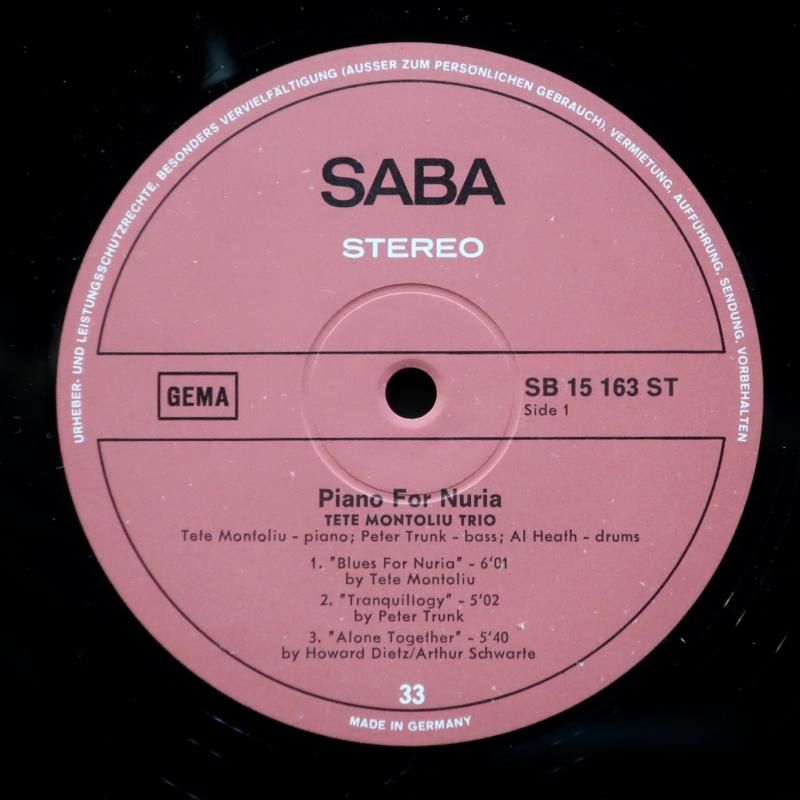 URHEBER- UND LEISTUNGSSCHUTZRECHTE, BESONDERS VERVIELFÄLTIGUNG (AUSSER ZUM PERSÖNLICHEN GEBRAUCH), VERMIETUNG, AUFFÜHRUNG, SENDUNG, VORBEHALTEN
SABA
STEREO
GEMA
SB 15 163 ST
Side 1
Piano For Nuria
TETE MONTOLIU TRIO
Tete Montoliu - piano; Peter Trunk - bass; Al Heath - drums
1. "Blues For Nuria" - 6'01
by Tete Montoliu
2. "Tranquillogy" - 5'02
by Peter Trunk
3. "Alone Together" - 5'40
by Howard Dietz/Arthur Schwarte
33
MADE IN GERMANY